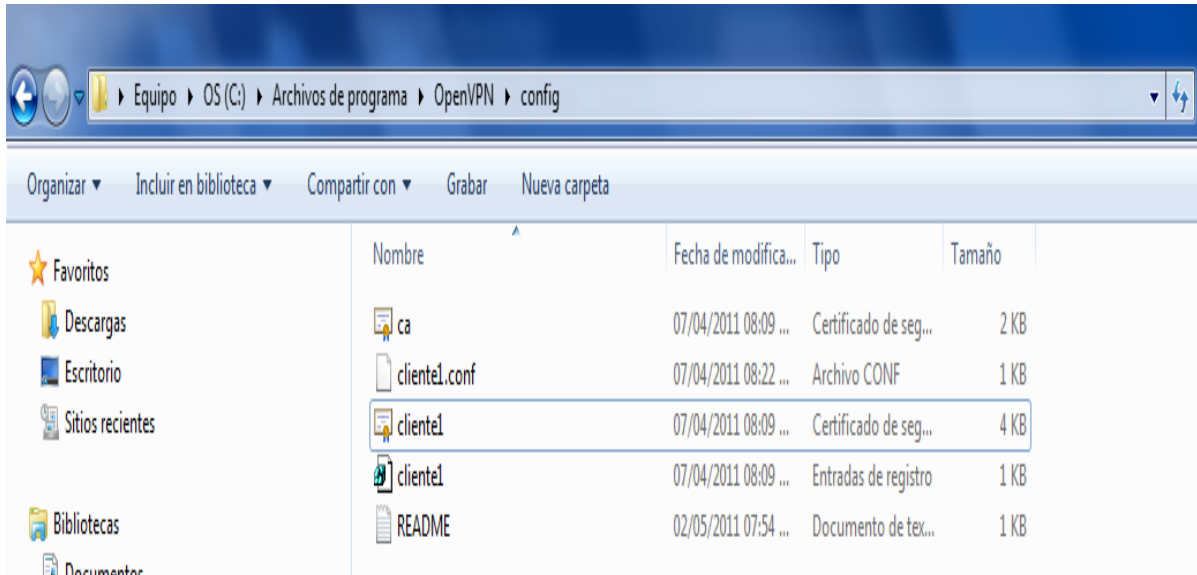 Equipo OS (C:) Archivos de programa OpenVPN config
Organizar Incluir en biblioteca Compartir con Grabar Nueva carpeta
Favoritos
Descargas
Escritorio
Sitios recientes
Bibliotecas
Documentos
Nombre Fecha de modifica... Tipo Tamaño
ca 07/04/2011 08:09 ... Certificado de seg... 2 KB
cliente1.conf 07/04/2011 08:22 ... Archivo CONF 1 KB
cliente1 07/04/2011 08:09 ... Certificado de seg... 4 KB
cliente1 07/04/2011 08:09 ... Entradas de registro 1 KB
README 02/05/2011 07:54 ... Documento de tex... 1 KB